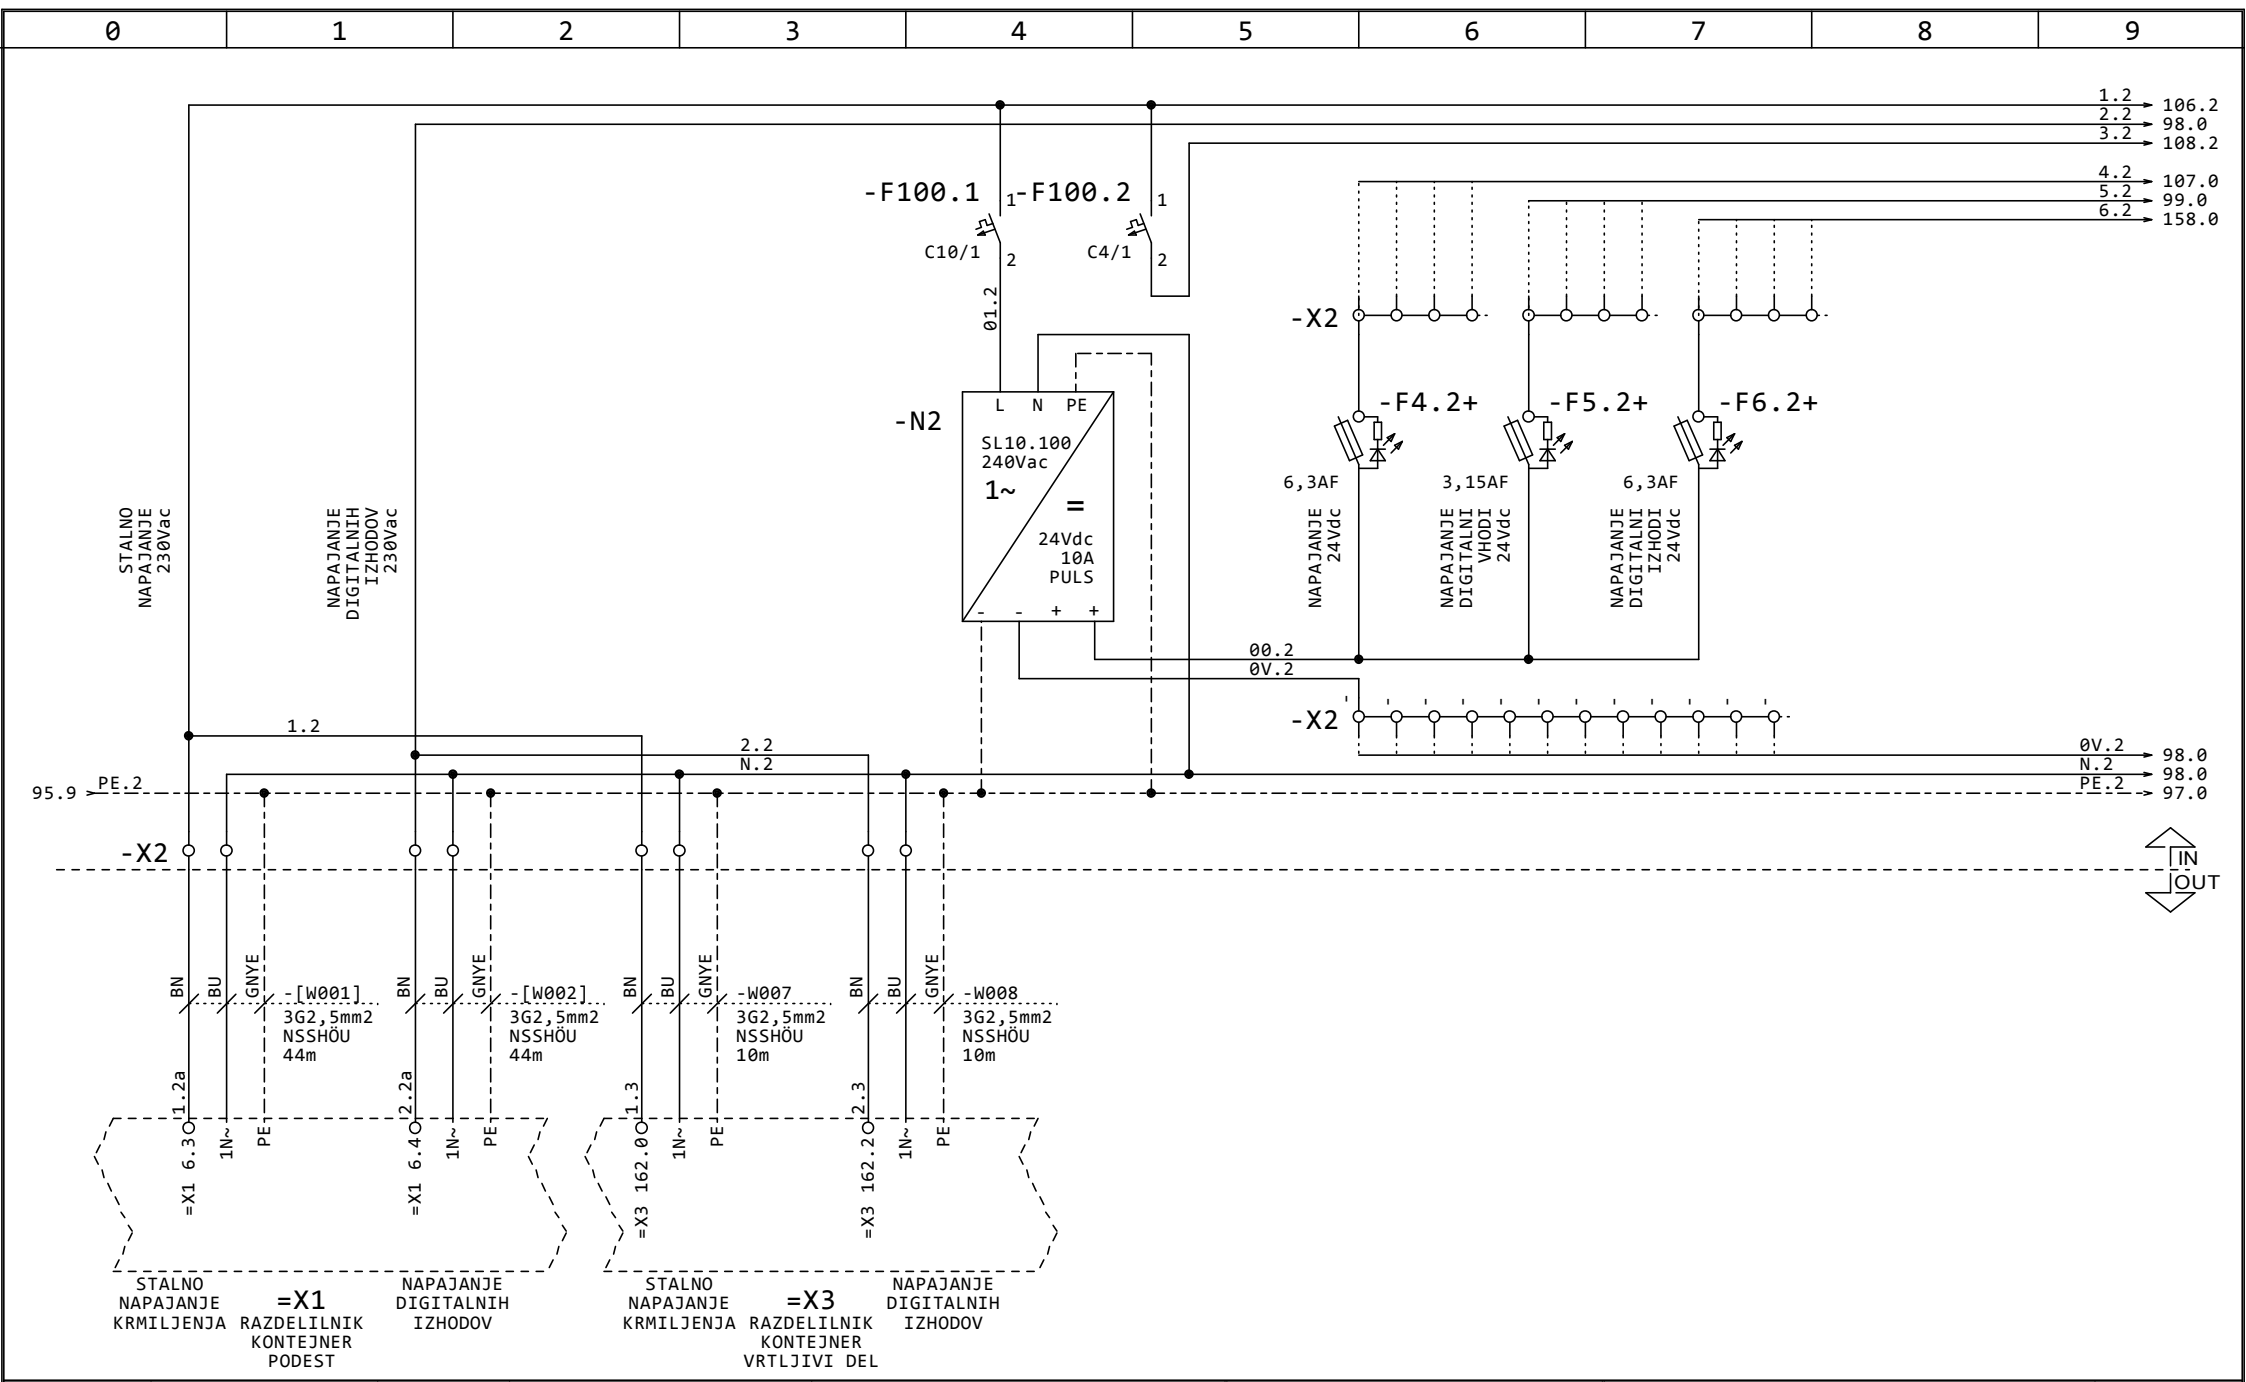 0 1 2 3 4 5 6 7 8 9
1.2 106.2
2.2 98.0
3.2 108.2
4.2 107.0
5.2 99.0
6.2 158.0
-F100.1 1
C10/1 2
-F100.2 1
C4/1 2
01.2
-X2
-N2
L N PE
SL10.100
240Vac
1~
=
24Vdc
10A
PULS
- - + +
-F4.2+
6,3AF
NAPAJANJE
24Vdc
-F5.2+
3,15AF
NAPAJANJE
DIGITALNI
VHODI
24Vdc
-F6.2+
6,3AF
NAPAJANJE
DIGITALNI
IZHODI
24Vdc
STALNO
NAPAJANJE
230Vac
NAPAJANJE
DIGITALNIH
IZHODOV
230Vac
00.2
0V.2
-X2
1.2
2.2
N.2
95.9 PE.2
0V.2 98.0
N.2 98.0
PE.2 97.0
-X2
IN
OUT
BN BU GNYE
-[W001]
3G2,5mm2
NSSHÖU
44m
BN BU GNYE
-[W002]
3G2,5mm2
NSSHÖU
44m
BN BU GNYE
-W007
3G2,5mm2
NSSHÖU
10m
BN BU GNYE
-W008
3G2,5mm2
NSSHÖU
10m
1.2a
=X1 6.3 1N~ PE
2.2a
=X1 6.4 1N~ PE
1.3
=X3 162.0 1N~ PE
2.3
=X3 162.2 1N~ PE
STALNO
NAPAJANJE
KRMILJENJA
=X1
RAZDELILNIK
KONTEJNER
PODEST
NAPAJANJE
DIGITALNIH
IZHODOV
STALNO
NAPAJANJE
KRMILJENJA
=X3
RAZDELILNIK
KONTEJNER
VRTLJIVI DEL
NAPAJANJE
DIGITALNIH
IZHODOV